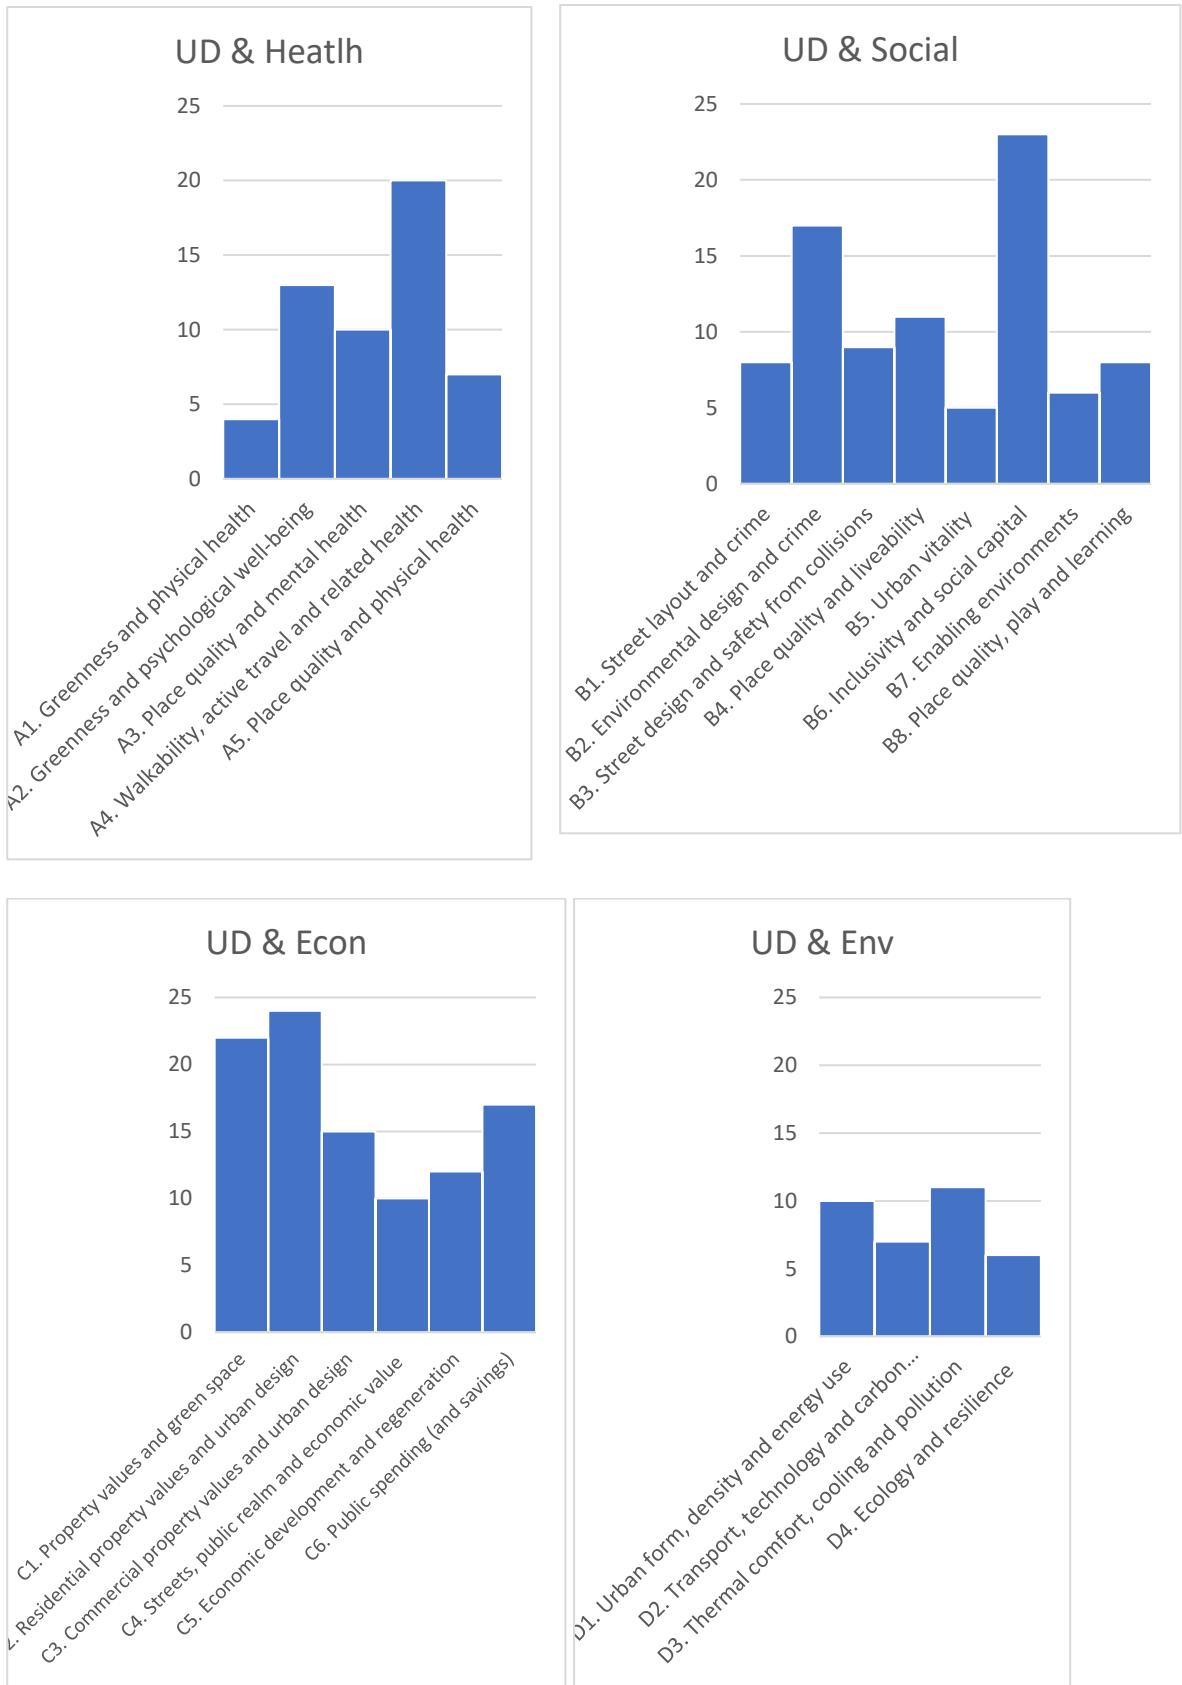 UD & Heatlh
25
20
15
10
5
0
A1. Greenness and physical health
A2. Greenness and psychological well-being
A3. Place quality and mental health
A4. Walkability, active travel and related health
A5. Place quality and physical health
UD & Social
25
20
15
10
5
0
B1. Street layout and crime
B2. Environmental design and crime
B3. Street design and safety from collisions
B4. Place quality and liveability
B5. Urban vitality
B6. Inclusivity and social capital
B7. Enabling environments
B8. Place quality, play and learning
UD & Econ
25
20
15
10
5
0
C1. Property values and green space
2. Residential property values and urban design
C3. Commercial property values and urban design
C4. Streets, public realm and economic value
C5. Economic development and regeneration
C6. Public spending (and savings)
UD & Env
25
20
15
10
5
0
D1. Urban form, density and energy use
D2. Transport, technology and carbon...
D3. Thermal comfort, cooling and pollution
D4. Ecology and resilience